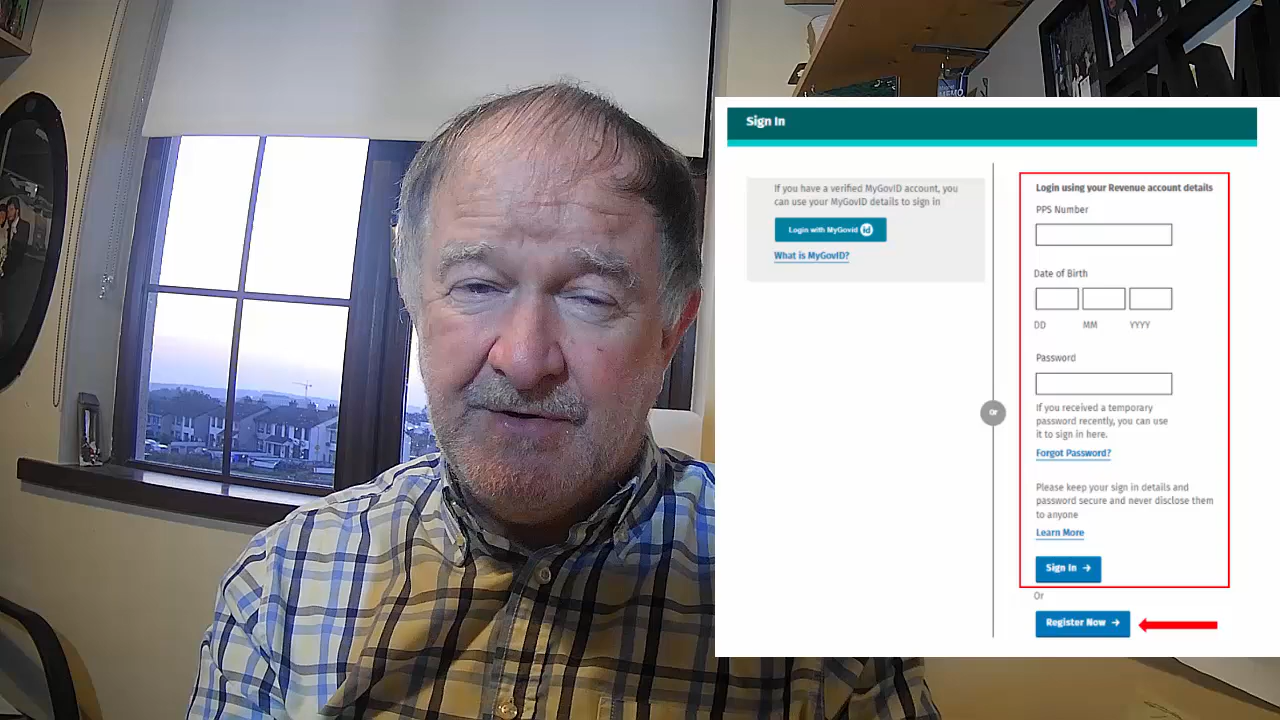 Sign In
If you have a verified MyGovID account, you
can use your MyGovID details to sign in
Login with MyGovid id
What is MyGovID?
Or
Login using your Revenue account details
PPS Number
Date of Birth
DD MM YYYY
Password
If you received a temporary
password recently, you can use
it to sign in here.
Forgot Password?
Please keep your sign in details and
password secure and never disclose them
to anyone
Learn More
Sign In
Or
Register Now